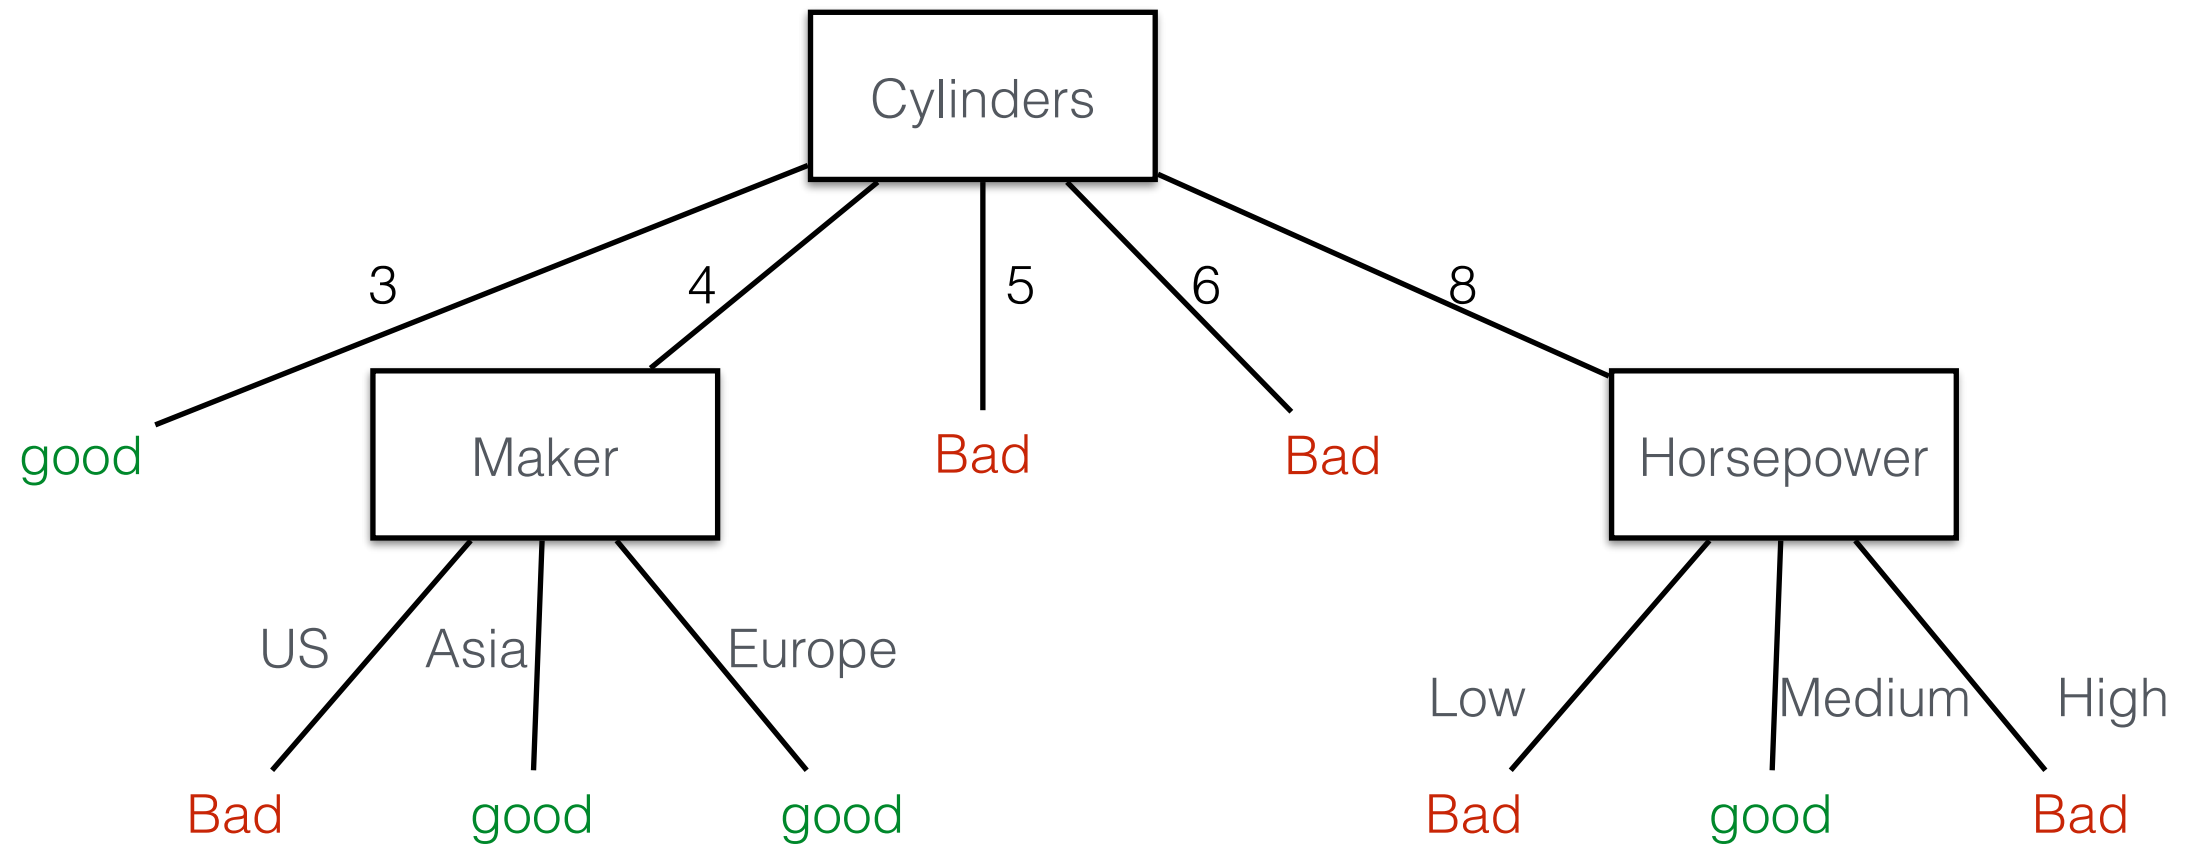 Cylinders
3 4 5 6 8
good Maker Bad Bad Horsepower
US Asia Europe
Low Medium High
Bad good good Bad good Bad